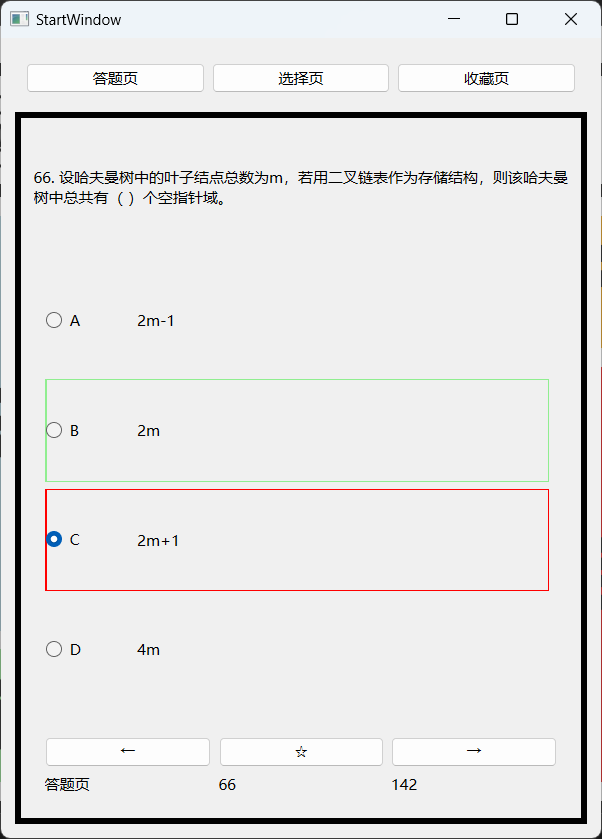 StartWindow
答题页 选择页 收藏页
66. 设哈夫曼树中的叶子结点总数为m，若用二叉链表作为存储结构，则该哈夫曼
树中总共有（ ）个空指针域。
A 2m-1
B 2m
C 2m+1
D 4m
← ☆ →
答题页 66 142